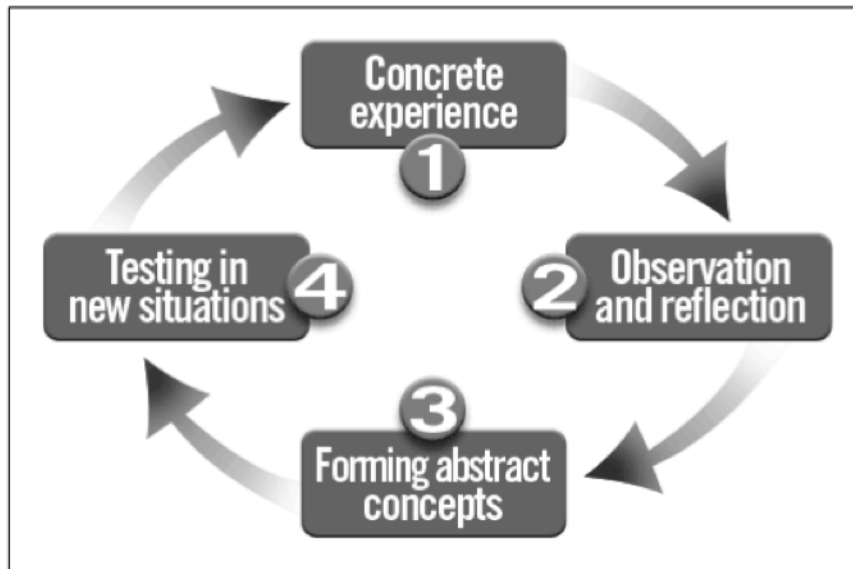 Concrete
experience
1
2
Observation
and reflection
3
Forming abstract
concepts
Testing in
new situations
4